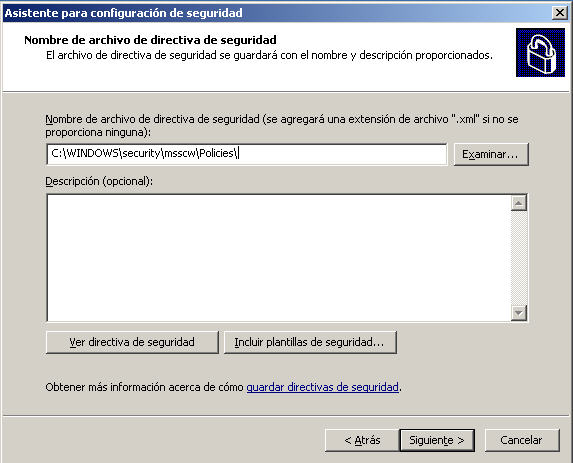 Asistente para configuración de seguridad
Nombre de archivo de directiva de seguridad
El archivo de directiva de seguridad se guardará con el nombre y descripción proporcionados.
Nombre de archivo de directiva de seguridad (se agregará una extensión de archivo ".xml" si no se
proporciona ninguna):
C:\WINDOWS\security\msscw\Policies\
Examinar...
Descripción (opcional):
Ver directiva de seguridad
Incluir plantillas de seguridad...
Obtener más información acerca de cómo guardar directivas de seguridad.
< Atrás
Siguiente >
Cancelar